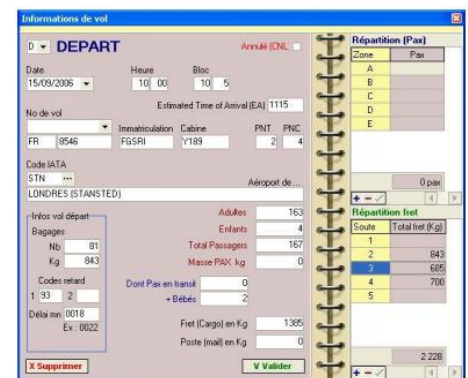 Informations de vol
D DEPART Annulé (CNL)
Date Heure Bloc
15/09/2006 10 00 10 5
Estimated Time of Arrival (EA) 1115
No de vol
Immatriculation Cabine PNT PNC
FR 8546 FGSRI Y189 2 4
Code IATA
STN ... Aéroport de ...
LONDRES (STANSTED)
Infos vol départ
Bagages
Nb 81
Kg 843
Codes retard
1 93 2
Délai mn 0018
Ex : 0022
Adultes 163
Enfants 4
Total Passagers 167
Masse PAX kg 0
Dont Pax en transit 0
+ Bébés 2
Fret (Cargo) en Kg 1385
Poste (mail) en Kg 0
X Supprimer V Valider
Répartition (Pax)
Zone Pax
A
B
C
D
E
0 pax
Répartition fret
Soute Total fret (Kg)
1
2 843
3 685
4 700
5
2 228